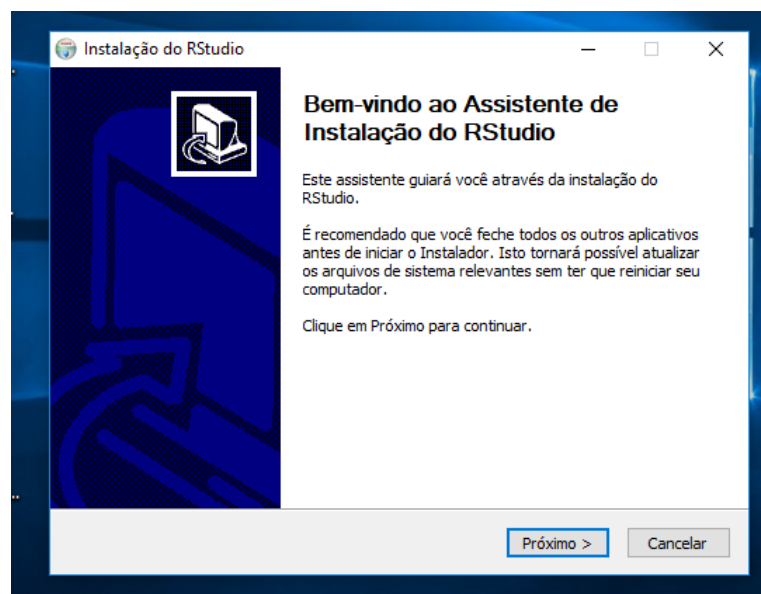 Instalação do RStudio
Bem-vindo ao Assistente de
Instalação do RStudio
Este assistente guiará você através da instalação do
RStudio.
É recomendado que você feche todos os outros aplicativos
antes de iniciar o Instalador. Isto tornará possível atualizar
os arquivos de sistema relevantes sem ter que reiniciar seu
computador.
Clique em Próximo para continuar.
Próximo >
Cancelar